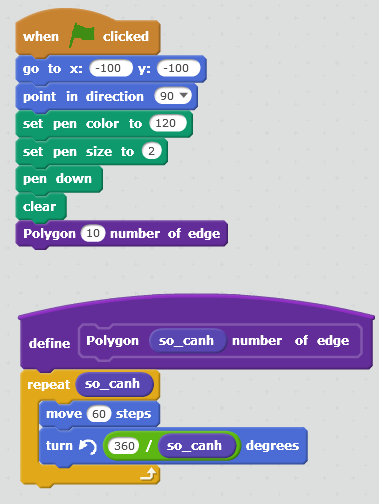 when clicked
go to x: -100 y: -100
point in direction 90
set pen color to 120
set pen size to 2
pen down
clear
Polygon 10 number of edge
define Polygon so_canh number of edge
repeat so_canh
move 60 steps
turn 360 / so_canh degrees